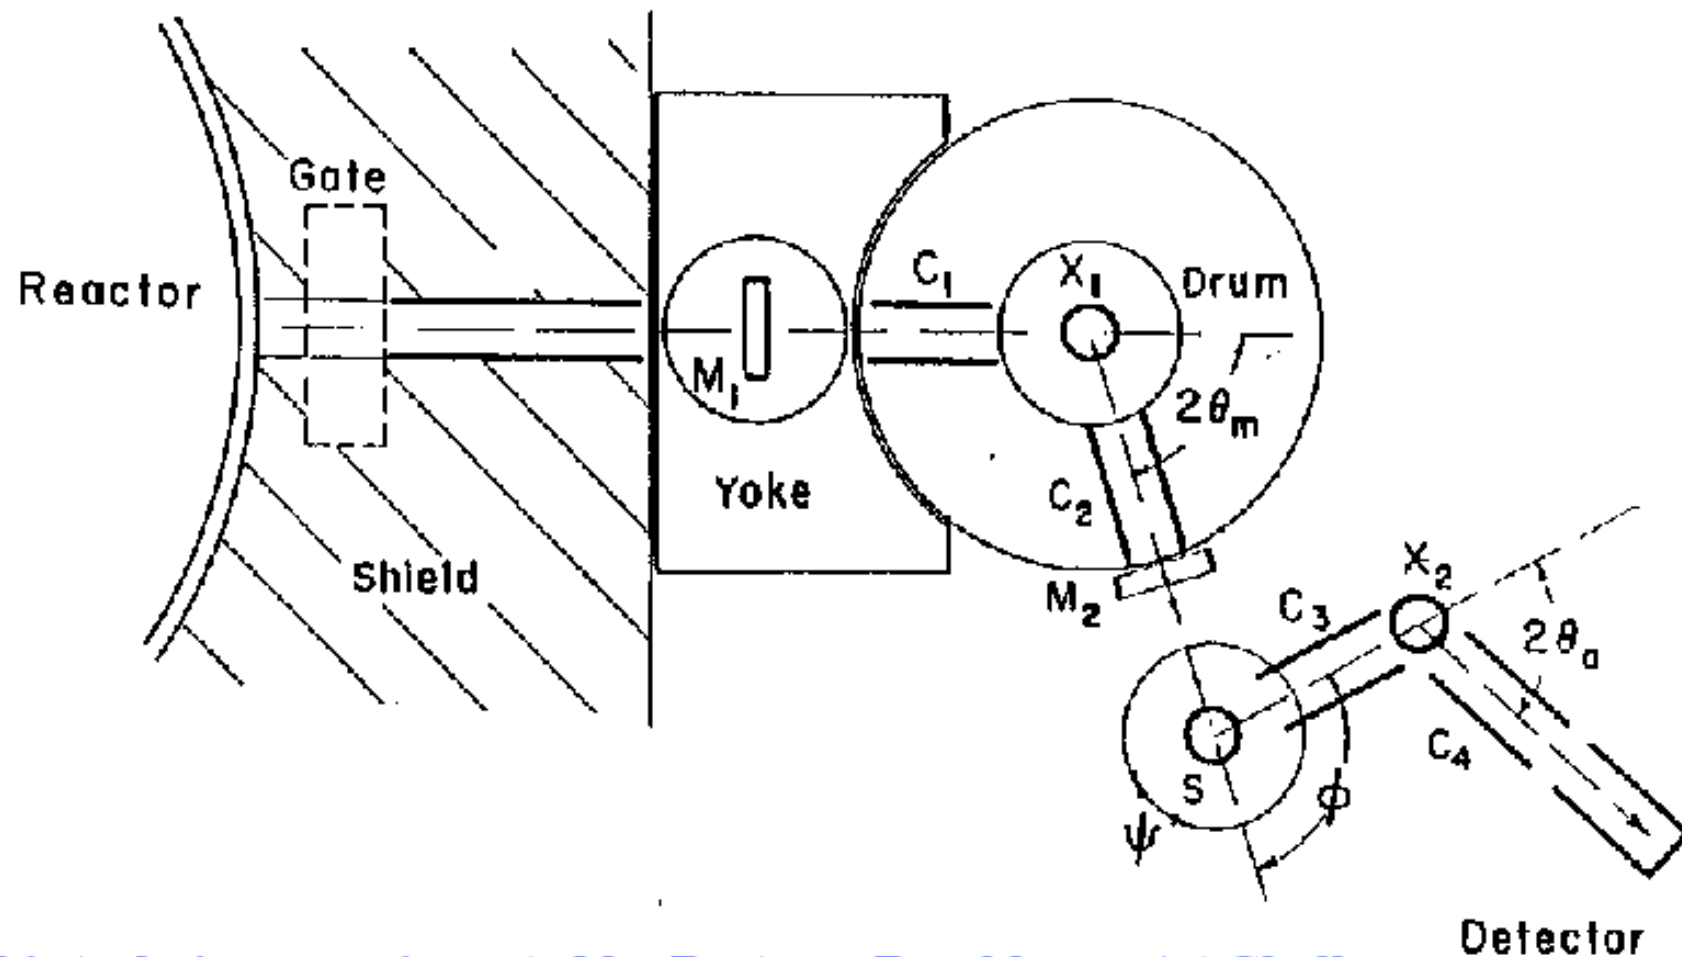 Gate
Reactor
C₁
X₁
Drum
M₁
2θₘ
Yoke
C₂
Shield
M₂
X₂
C₃
2θₐ
C₄
S
ϕ
ψ
Detector